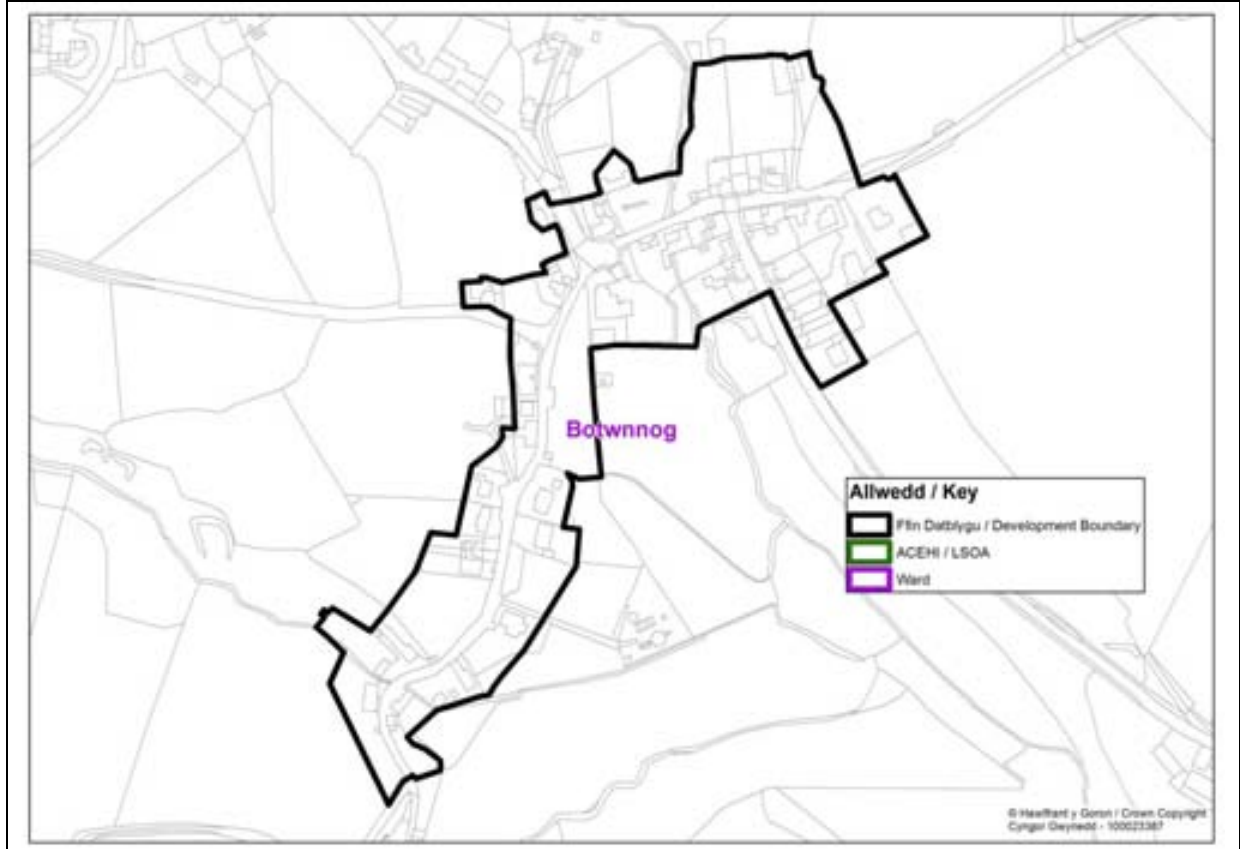 Botwnnog
Allwedd / Key
Ffin Datblygu / Development Boundary
ACEHI / LSOA
Ward
© Hawlfraint y Goron / Crown Copyright
Cyngor Gwynedd - 100023387